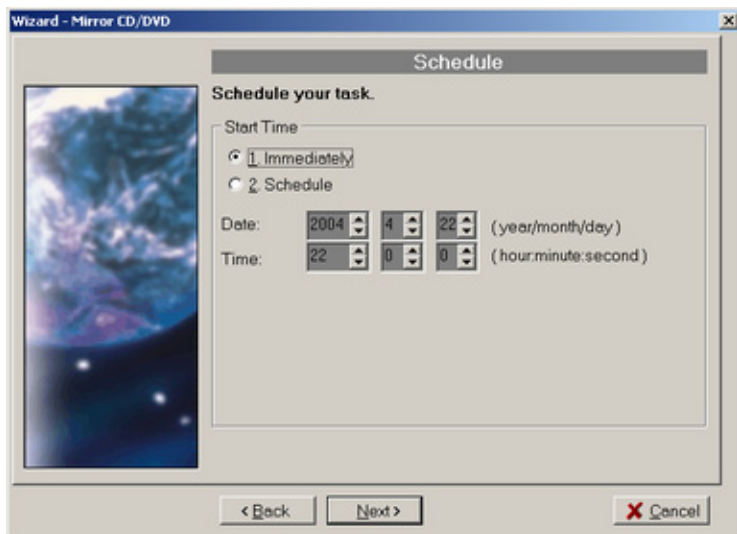 Wizard - Mirror CD/DVD
Schedule
Schedule your task.
Start Time
1. Immediately
2. Schedule
Date: 2004 4 22 (year/month/day)
Time: 22 0 0 (hour:minute:second)
< Back Next > Cancel